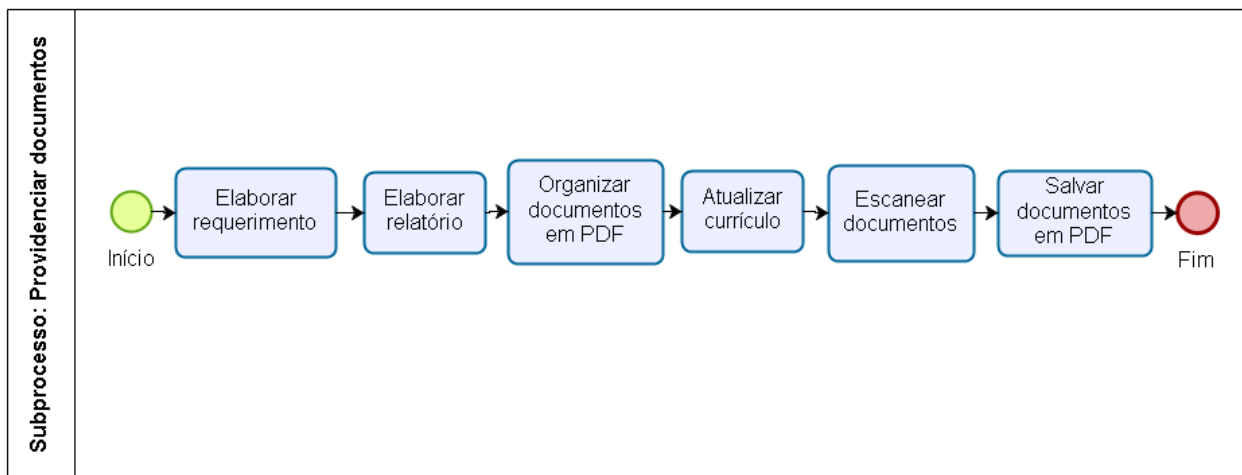 Subprocesso: Providenciar documentos
Início
Elaborar
requerimento
Elaborar
relatório
Organizar
documentos
em PDF
Atualizar
currículo
Escanear
documentos
Salvar
documentos
em PDF
Fim